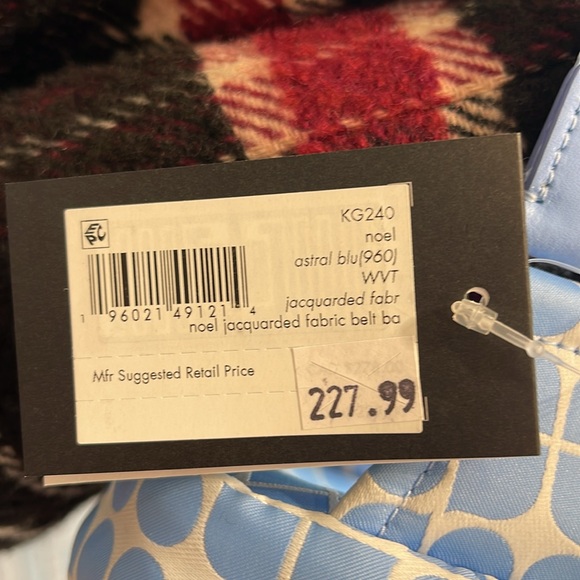 EPC
KG240
noel
astral blu(960)
WVT
jacquarded fabr
noel jacquarded fabric belt ba
1 96021 49121 4
Mfr Suggested Retail Price
227.99